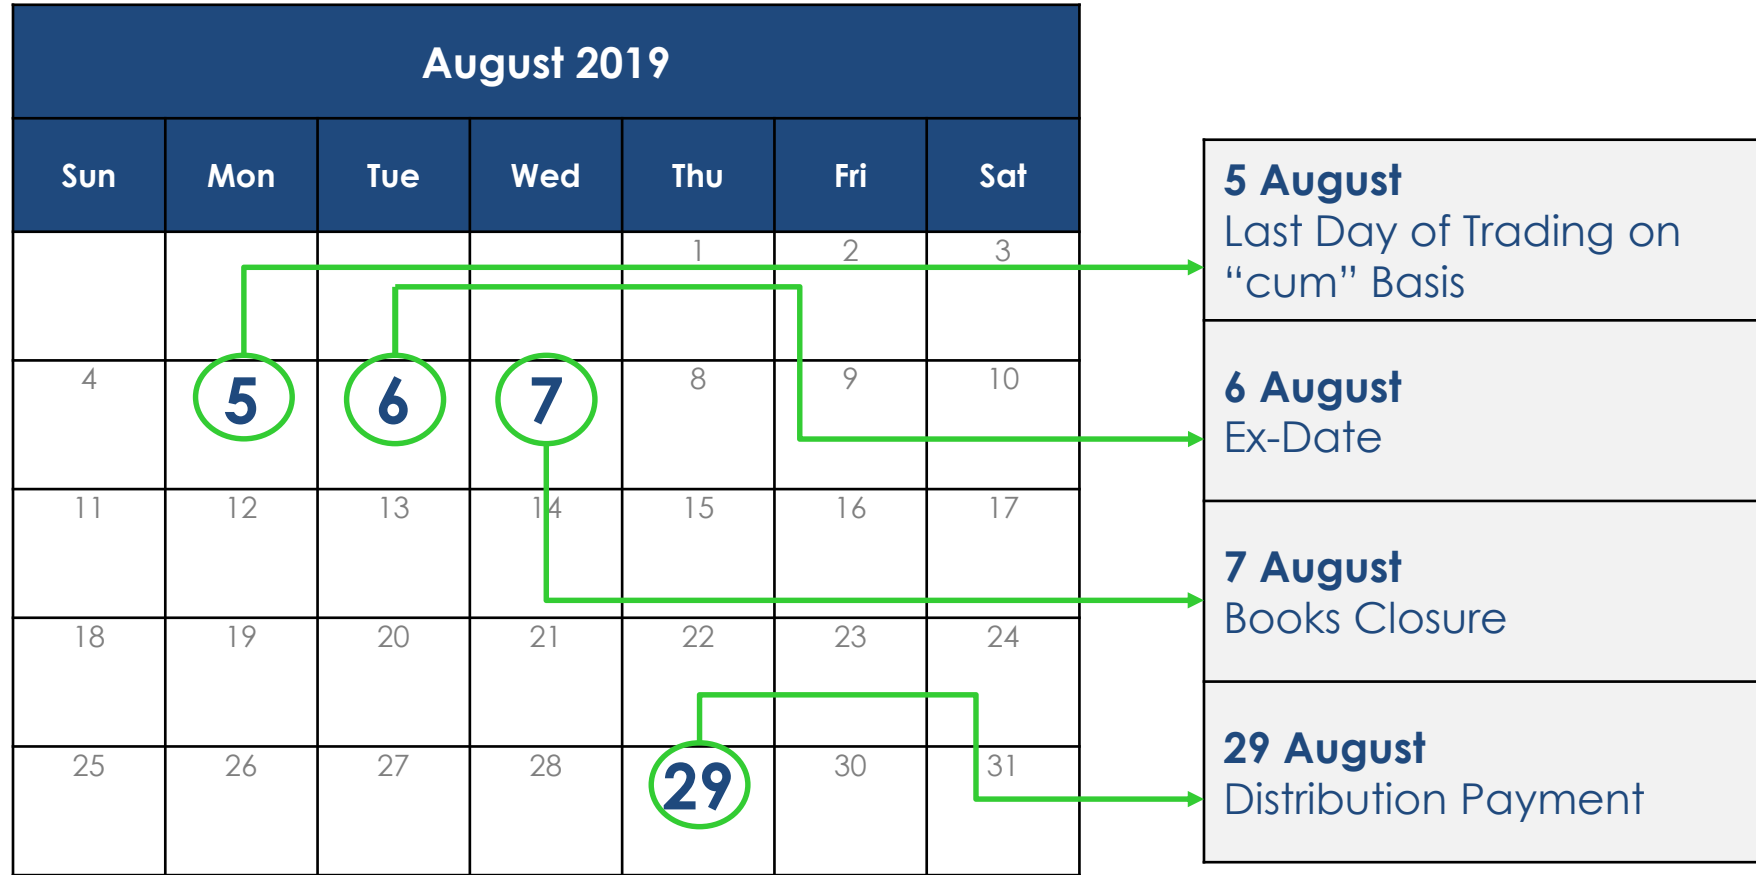 August 2019
Sun Mon Tue Wed Thu Fri Sat
1 2 3
4 5 6 7 8 9 10
11 12 13 14 15 16 17
18 19 20 21 22 23 24
25 26 27 28 29 30 31
5 August
Last Day of Trading on
“cum” Basis
6 August
Ex-Date
7 August
Books Closure
29 August
Distribution Payment